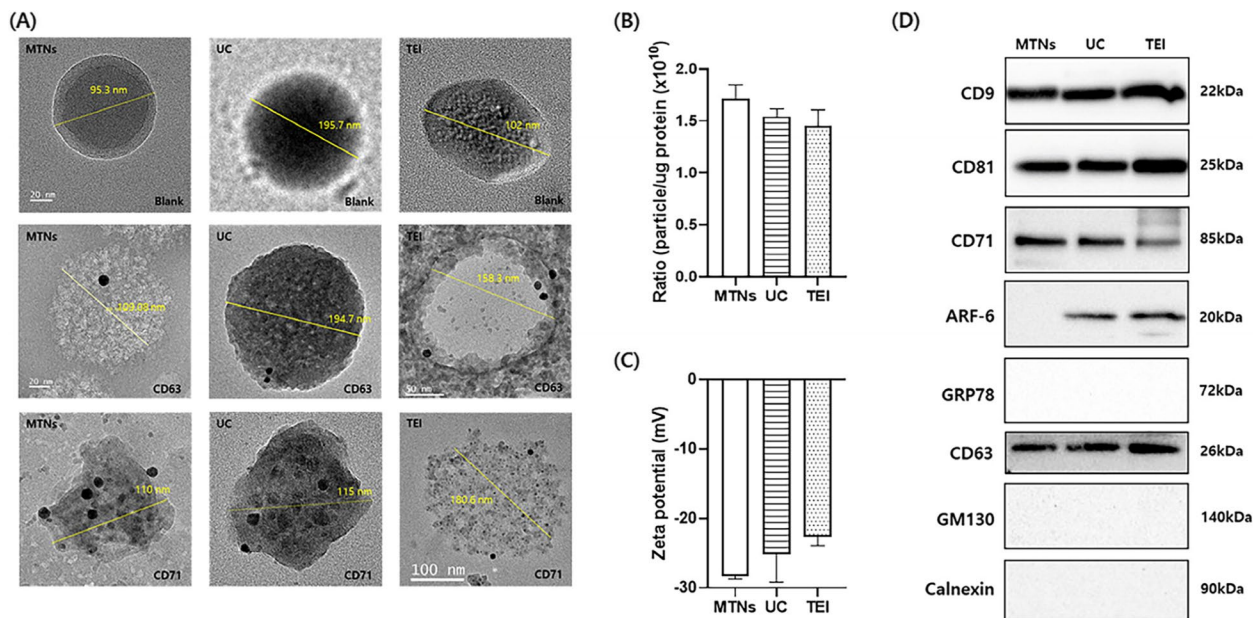 (A)
MTNs
95.3 nm
20 nm
Blank
UC
195.7 nm
Blank
TEI
102 nm
Blank
MTNs
109.83 nm
20 nm
CD63
UC
194.7 nm
CD63
TEI
158.3 nm
50 nm
CD63
MTNs
110 nm
CD71
UC
115 nm
CD71
TEI
180.6 nm
100 nm
CD71
(B)
Ratio (particle/ug protein (x10¹⁰)
2.0
1.5
1.0
0.5
0.0
MTNs UC TEI
(C)
Zeta potential (mV)
0
-10
-20
-30
MTNs UC TEI
(D)
MTNs UC TEI
CD9 22kDa
CD81 25kDa
CD71 85kDa
ARF-6 20kDa
GRP78 72kDa
CD63 26kDa
GM130 140kDa
Calnexin 90kDa